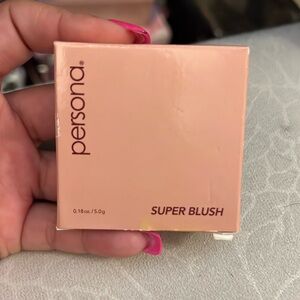 persona®
0.18oz. / 5.0g
SUPER BLUSH